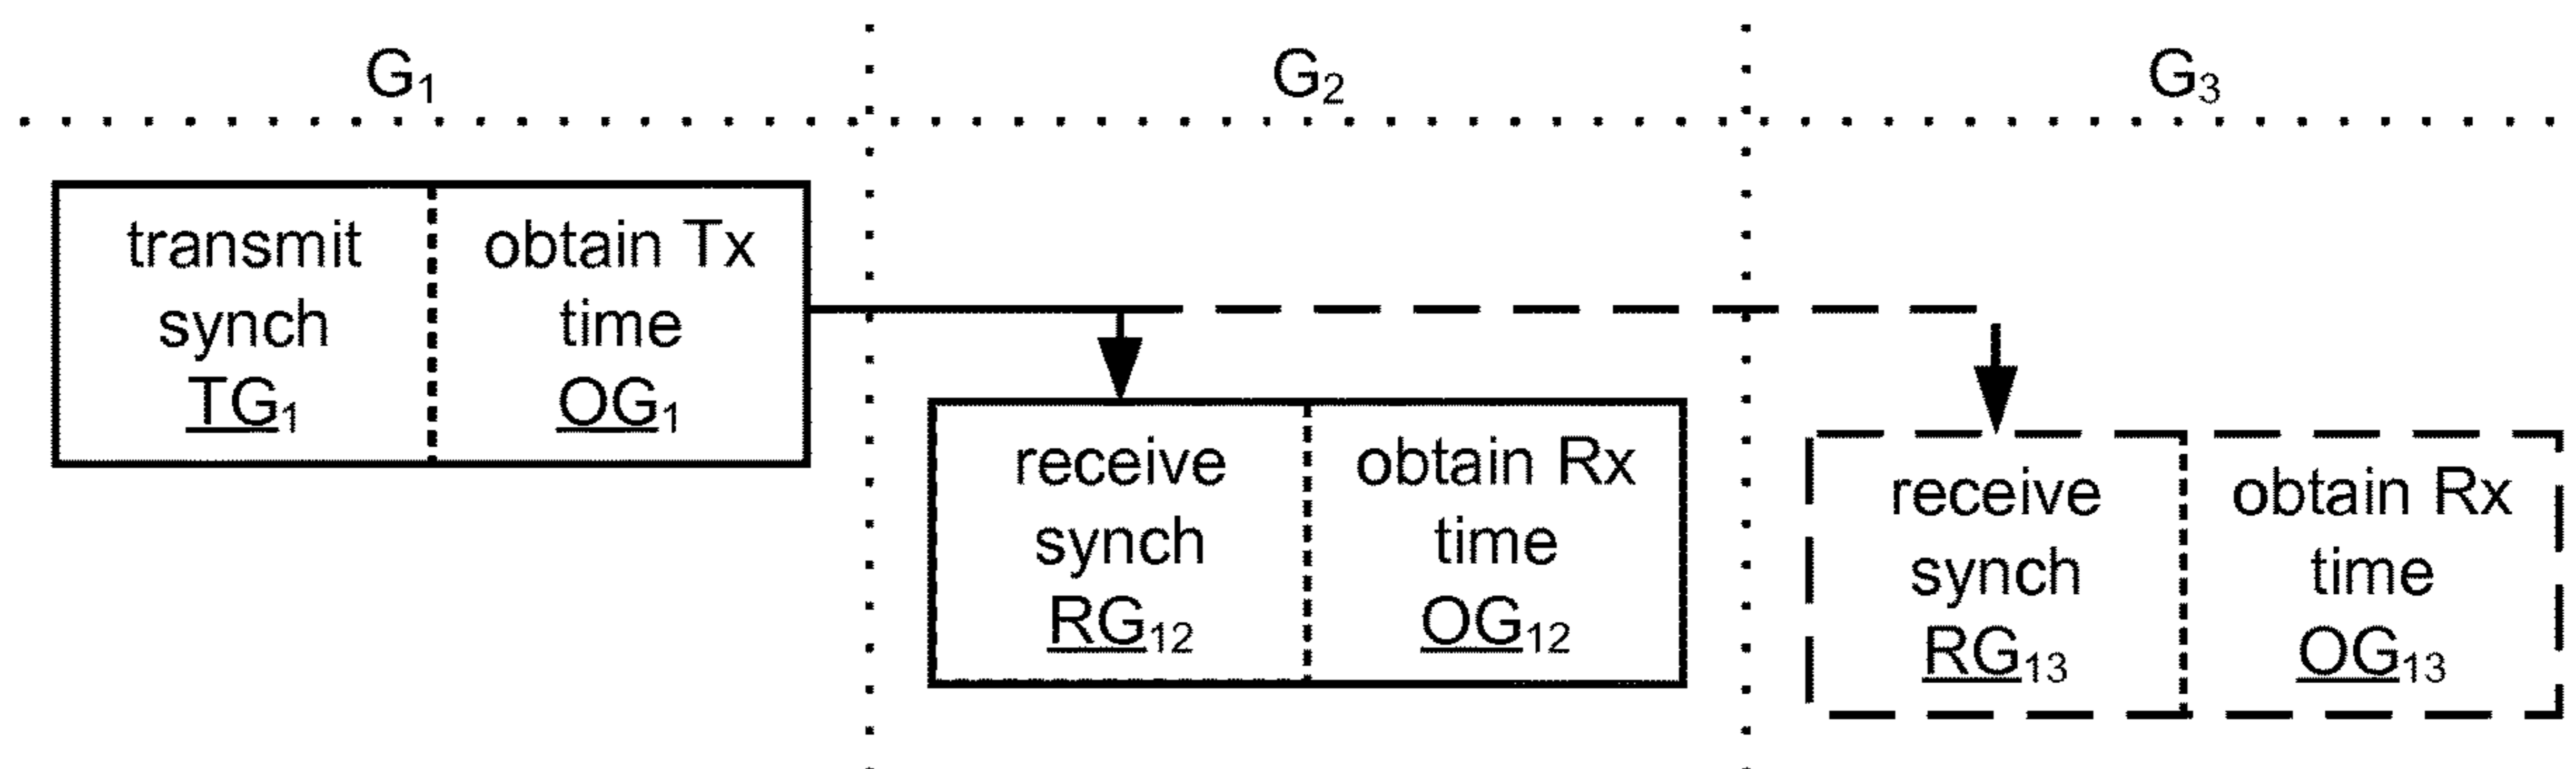 G₁ G₂ G₃
transmit obtain Tx
synch time
TG₁ OG₁
receive obtain Rx
synch time
RG₁₂ OG₁₂
receive obtain Rx
synch time
RG₁₃ OG₁₃